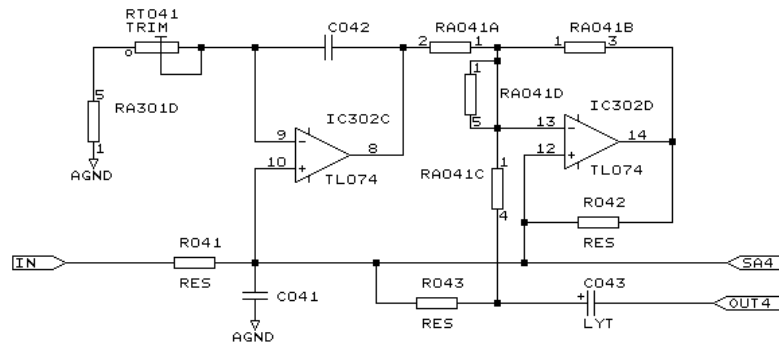 RT041
TRIM
C042
RA041A
RA041B
2
1
1
3
5
RA301D
1
AGND
1
RA041D
5
IC302D
IC302C
9
10
8
13
12
14
TL074
TL074
RA041C
1
4
R042
RES
IN
R041
RES
SA4
C041
AGND
R043
RES
C043
+
LYT
OUT4